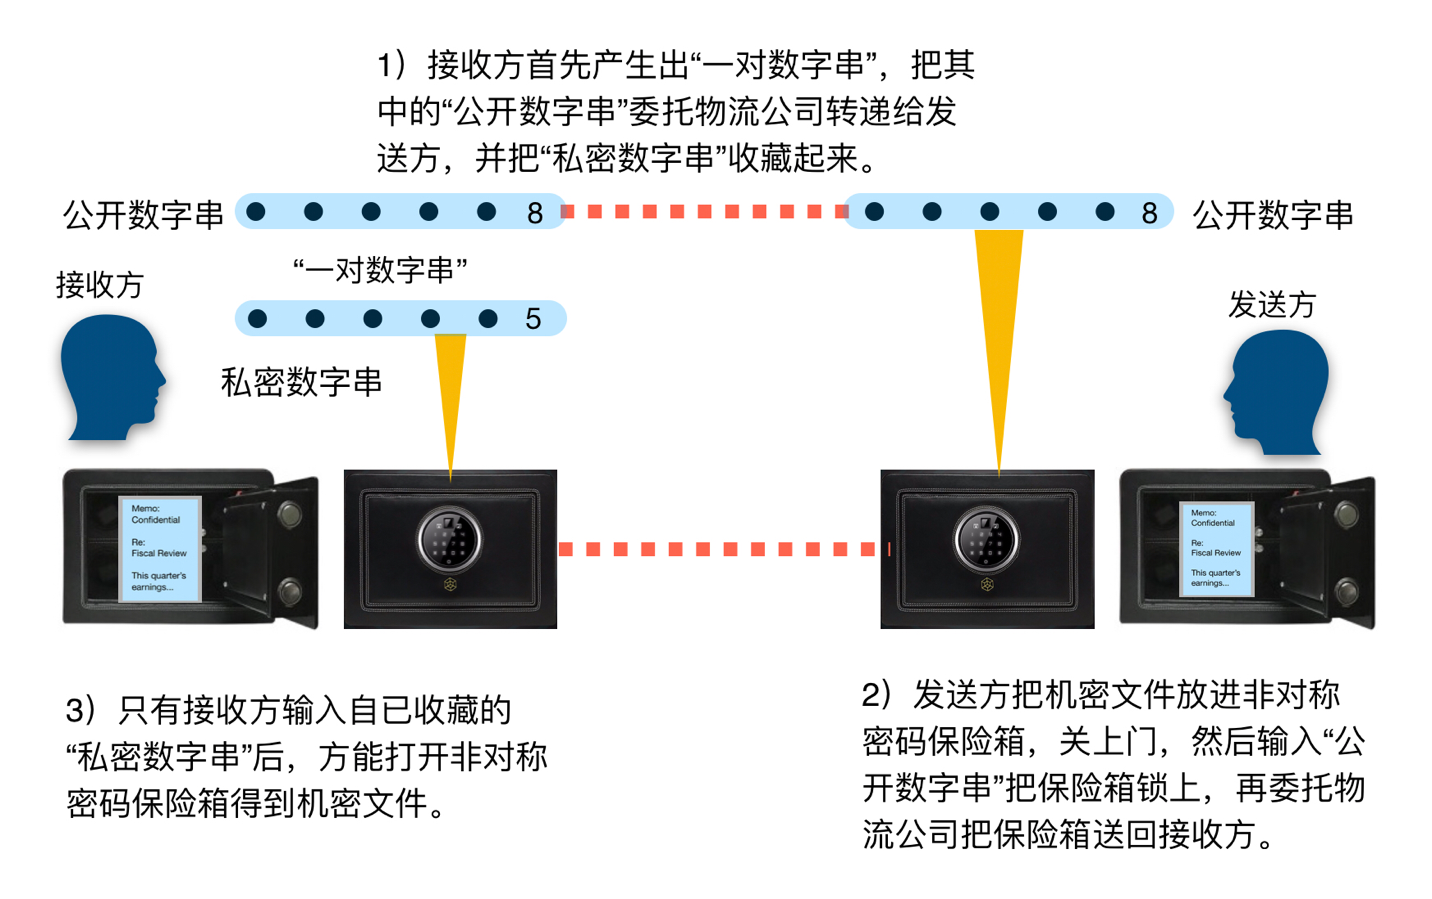 1）接收方首先产生出“一对数字串”，把其
中的“公开数字串”委托物流公司转递给发
送方，并把“私密数字串”收藏起来。
公开数字串
8
8
公开数字串
“一对数字串”
接收方
5
发送方
私密数字串
Memo:
Confidential
Re:
Fiscal Review
This quarter's
earnings...
Memo:
Confidential
Re:
Fiscal Review
This quarter's
earnings...
3）只有接收方输入自已收藏的
“私密数字串”后，方能打开非对称
密码保险箱得到机密文件。
2）发送方把机密文件放进非对称
密码保险箱，关上门，然后输入“公
开数字串”把保险箱锁上，再委托物
流公司把保险箱送回接收方。